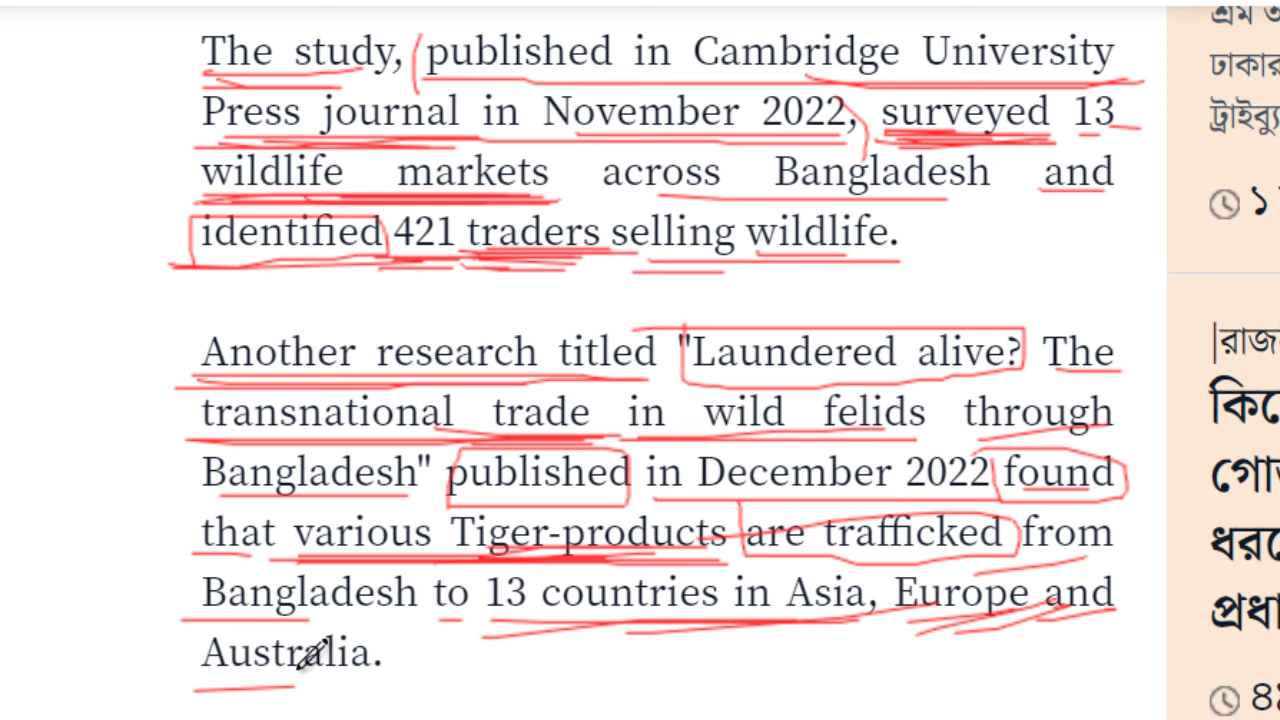 The study, published in Cambridge University
Press journal in November 2022, surveyed 13
wildlife markets across Bangladesh and
identified 421 traders selling wildlife.
Another research titled "Laundered alive? The
transnational trade in wild felids through
Bangladesh" published in December 2022 found
that various Tiger-products are trafficked from
Bangladesh to 13 countries in Asia, Europe and
Australia.
শ্রম
ঢাকার